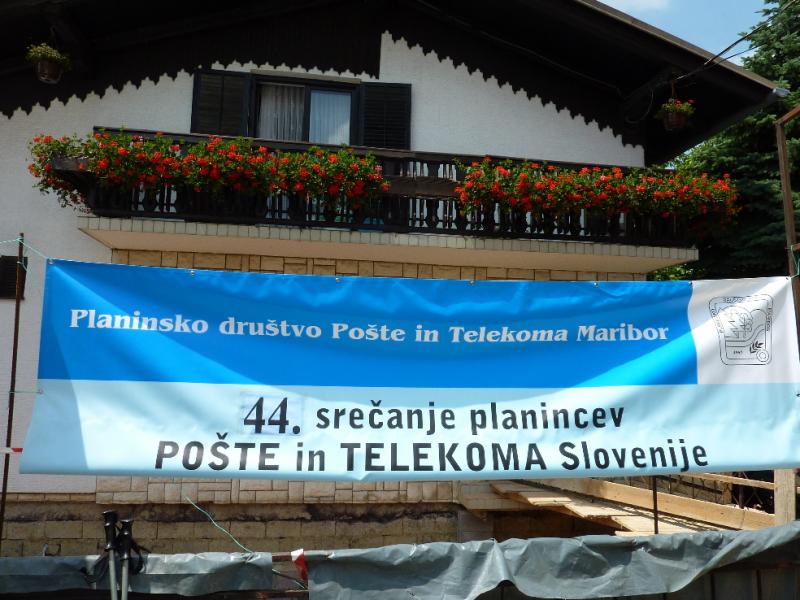 Planinsko društvo Pošte in Telekoma Maribor
44. srečanje planincev
POŠTE in TELEKOMA Slovenije